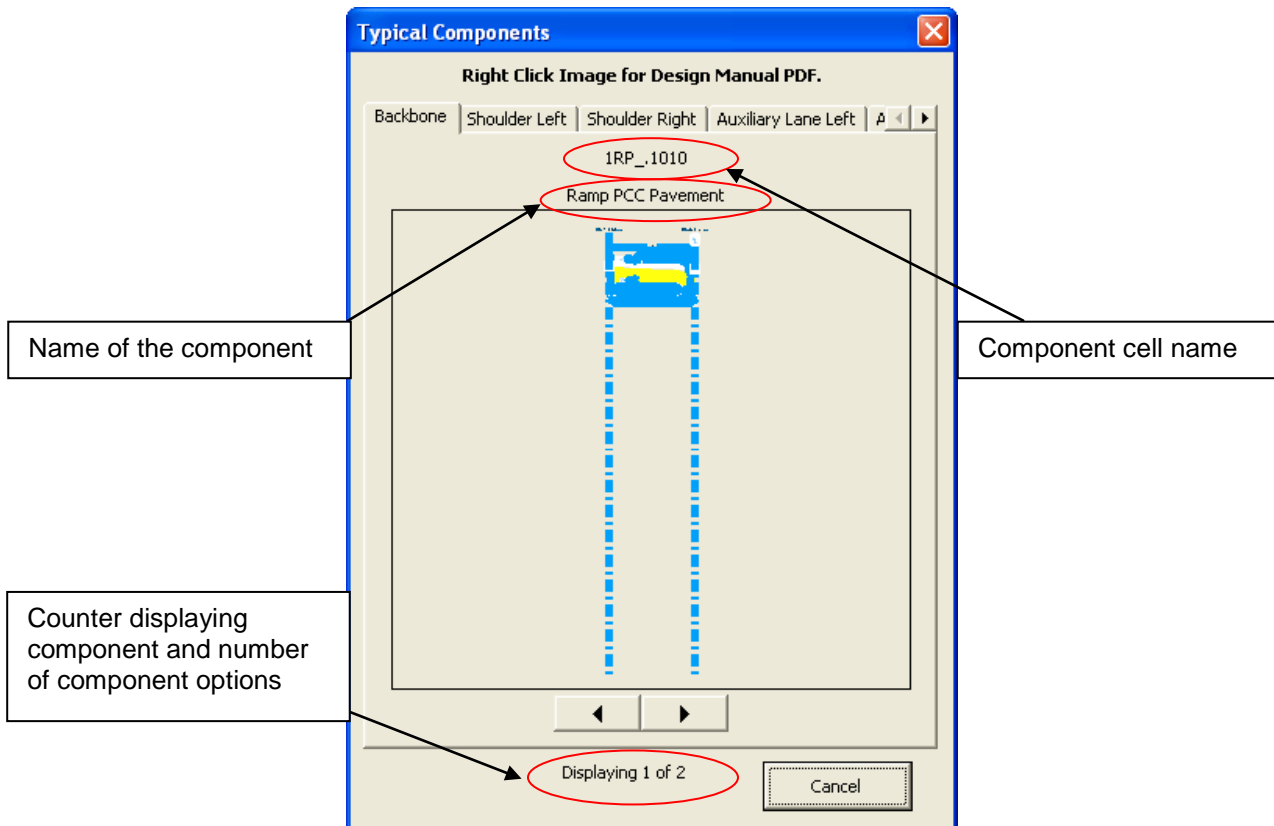 Typical Components
Right Click Image for Design Manual PDF.
Backbone Shoulder Left Shoulder Right Auxiliary Lane Left A
1RP_.1010
Ramp PCC Pavement
Name of the component
Component cell name
Counter displaying
component and number
of component options
Displaying 1 of 2
Cancel